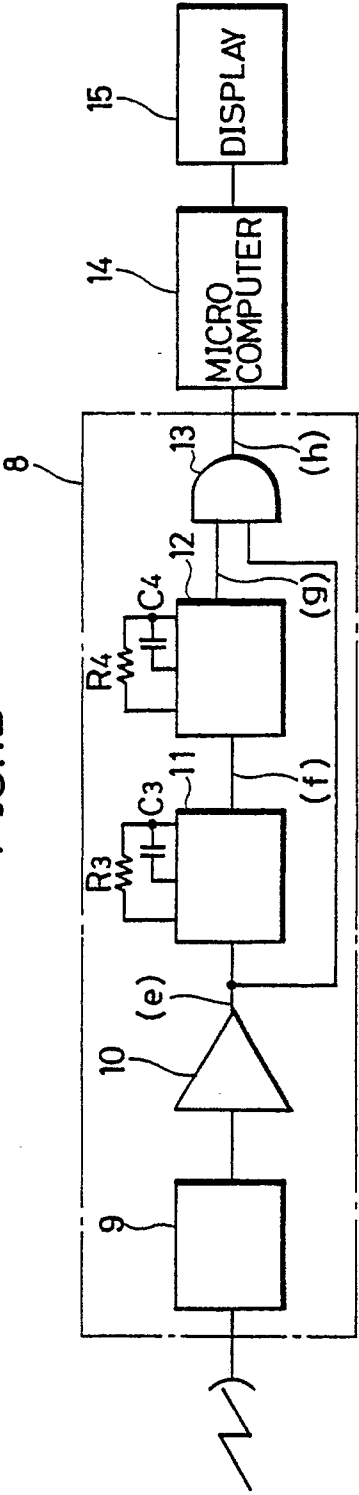 8
9
10
(e)
R3
C3
11
(f)
R4
C4
12
(g)
13
(h)
14
MICRO
COMPUTER
15
DISPLAY